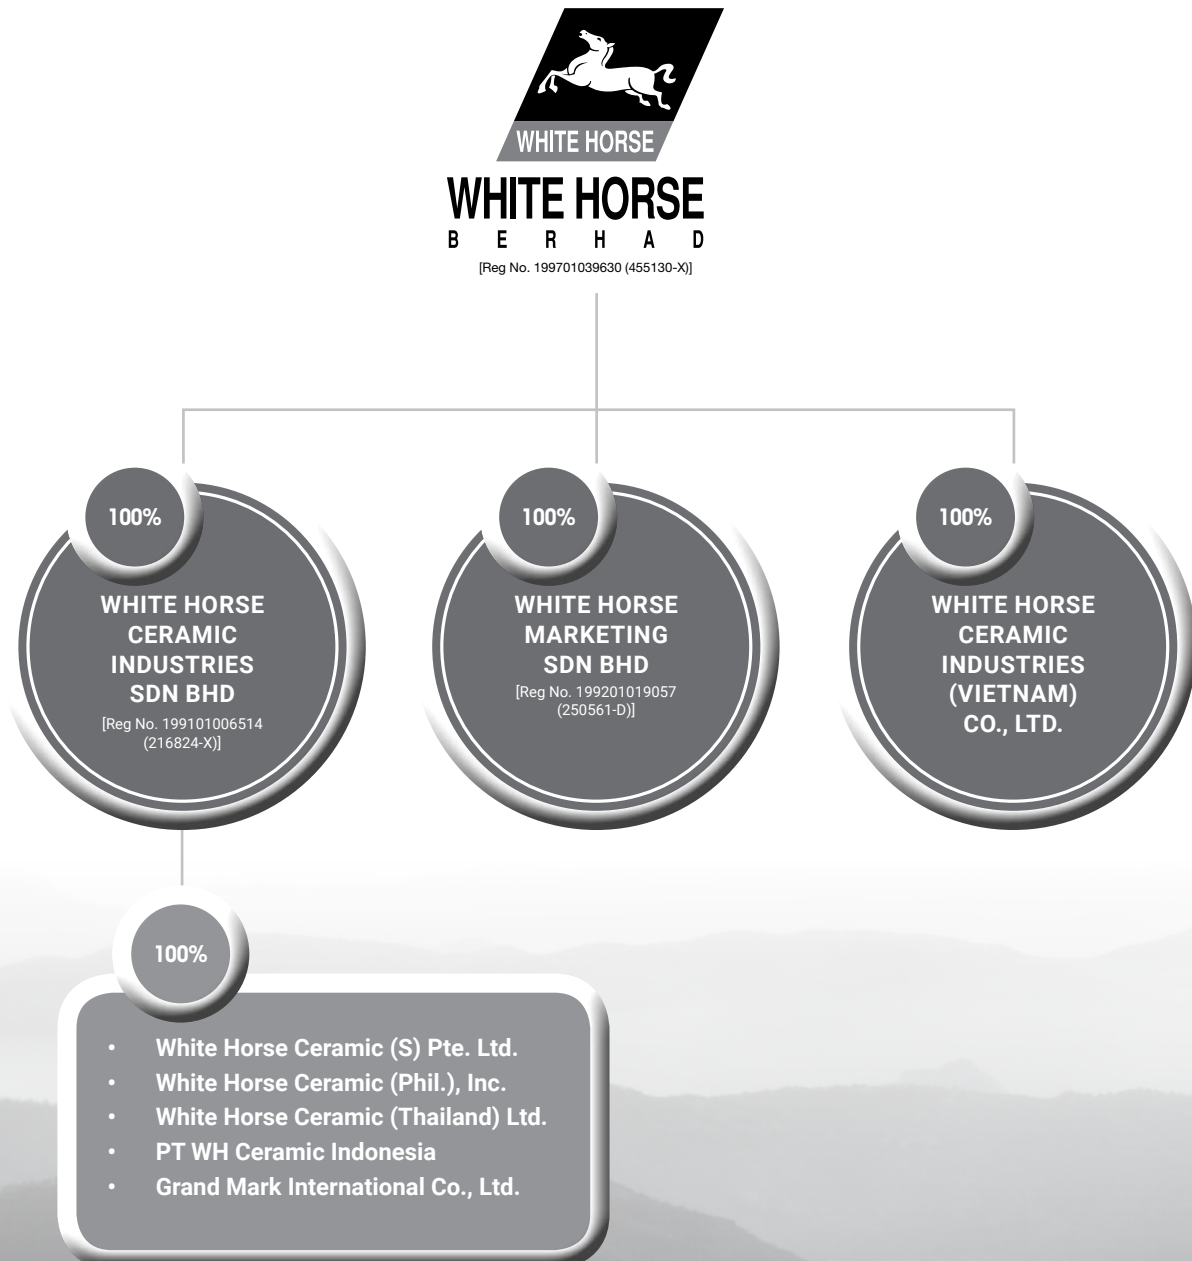 WHITE HORSE
WHITE HORSE
BERHAD
[Reg No. 199701039630 (455130-X)]
100%
WHITE HORSE
CERAMIC
INDUSTRIES
SDN BHD
[Reg No. 199101006514
(216824-X)]
100%
WHITE HORSE
MARKETING
SDN BHD
[Reg No. 199201019057
(250561-D)]
100%
WHITE HORSE
CERAMIC
INDUSTRIES
(VIETNAM)
CO., LTD.
100%
• White Horse Ceramic (S) Pte. Ltd.
• White Horse Ceramic (Phil.), Inc.
• White Horse Ceramic (Thailand) Ltd.
• PT WH Ceramic Indonesia
• Grand Mark International Co., Ltd.